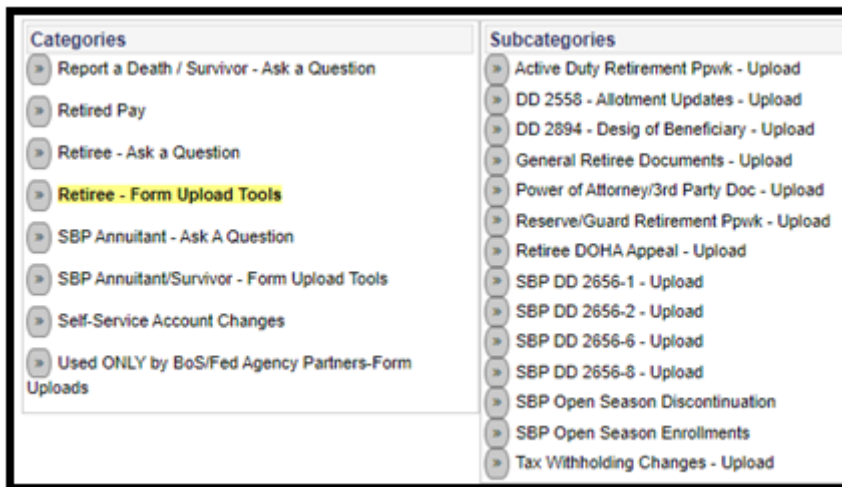 Categories
Report a Death / Survivor - Ask a Question
Retired Pay
Retiree - Ask a Question
Retiree - Form Upload Tools
SBP Annuitant - Ask A Question
SBP Annuitant/Survivor - Form Upload Tools
Self-Service Account Changes
Used ONLY by BoS/Fed Agency Partners-Form
Uploads
Subcategories
Active Duty Retirement Ppwk - Upload
DD 2558 - Allotment Updates - Upload
DD 2894 - Desig of Beneficiary - Upload
General Retiree Documents - Upload
Power of Attorney/3rd Party Doc - Upload
Reserve/Guard Retirement Ppwk - Upload
Retiree DOHA Appeal - Upload
SBP DD 2656-1 - Upload
SBP DD 2656-2 - Upload
SBP DD 2656-6 - Upload
SBP DD 2656-8 - Upload
SBP Open Season Discontinuation
SBP Open Season Enrollments
Tax Withholding Changes - Upload